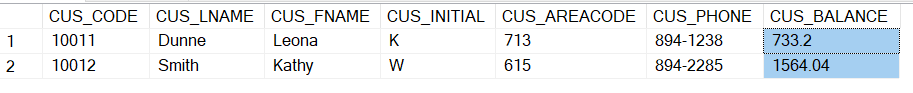 CUS_CODE CUS_LNAME CUS_FNAME CUS_INITIAL CUS_AREACODE CUS_PHONE CUS_BALANCE
1 10011 Dunne Leona K 713 894-1238 733.2
2 10012 Smith Kathy W 615 894-2285 1564.04